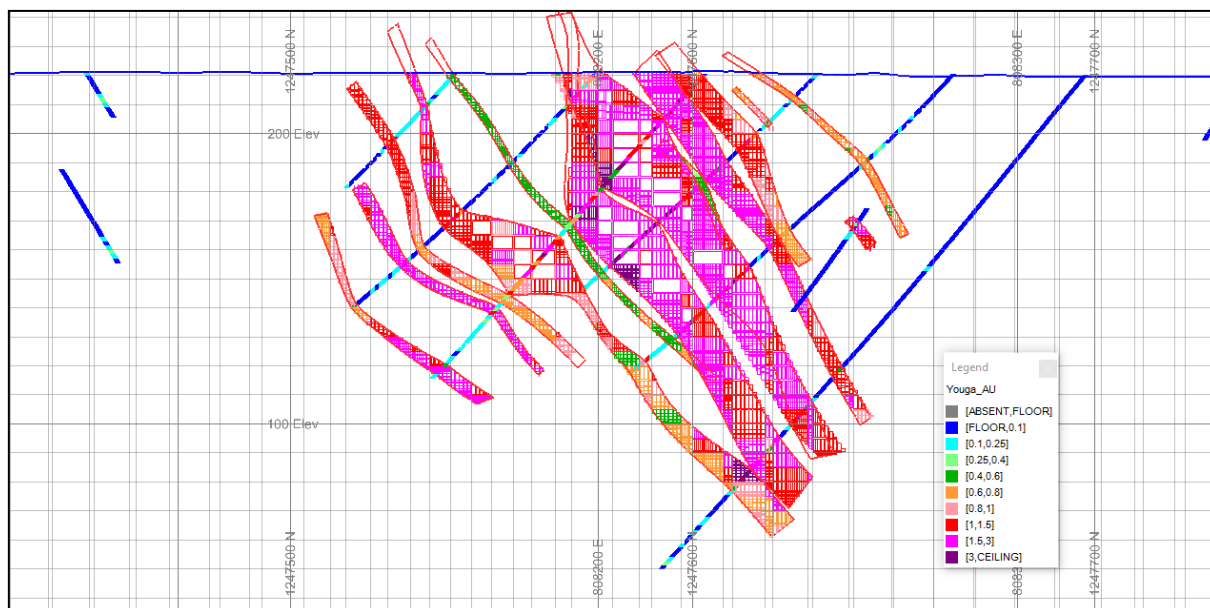 1247500 N
808200 E
1247600 N
808300 E
1247700 N
200 Elev
100 Elev
Legend
Youga_AU
[ABSENT,FLOOR]
[FLOOR,0.1]
[0.1,0.25]
[0.25,0.4]
[0.4,0.6]
[0.6,0.8]
[0.8,1]
[1,1.5]
[1.5,3]
[3,CEILING]
1247500 N
808200 E
1247600 N
1247700 N